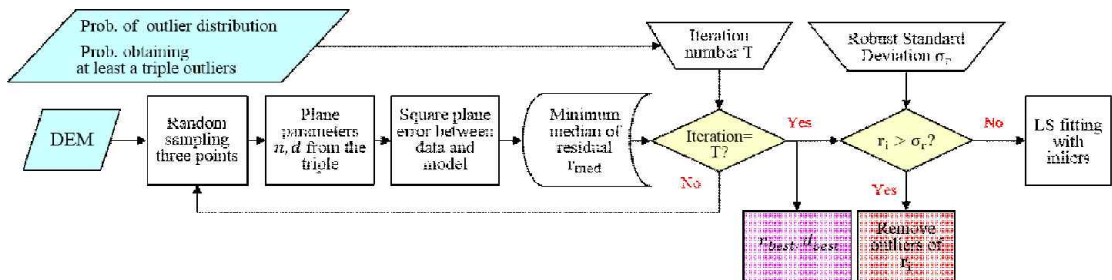 Prob. of outlier distribution
Prob. obtaining
at least a triple outliers
Iteration
number T
Robust Standard
Deviation σr
DEM
Random
sampling
three points
Plane
parameters
n, d from the
triple
Square plane
error between
data and
model
Minimum
median of
residual
rmed
Iteration=
T?
Yes
ri > σr?
No
LS fitting
with
inliers
No
Yes
Remove
outliers of
ri